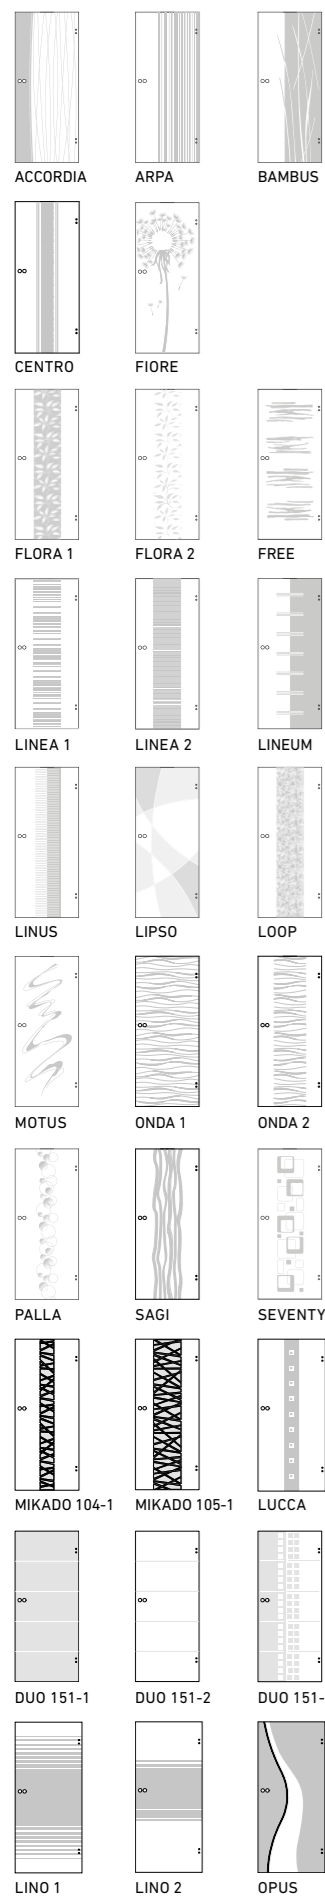 ACCORDIA ARPA BAMBUS
CENTRO FIORE
FLORA 1 FLORA 2 FREE
LINEA 1 LINEA 2 LINEUM
LINUS LIPSO LOOP
MOTUS ONDA 1 ONDA 2
PALLA SAGI SEVENTY
MIKADO 104-1 MIKADO 105-1 LUCCA
DUO 151-1 DUO 151-2 DUO 151-
LINO 1 LINO 2 OPUS